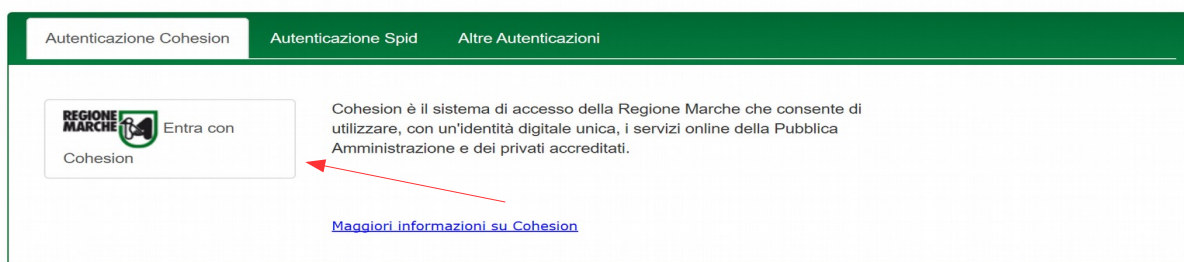 Autenticazione Cohesion Autenticazione Spid Altre Autenticazioni
REGIONE
MARCHE Entra con
Cohesion
Cohesion è il sistema di accesso della Regione Marche che consente di
utilizzare, con un'identità digitale unica, i servizi online della Pubblica
Amministrazione e dei privati accreditati.
Maggiori informazioni su Cohesion